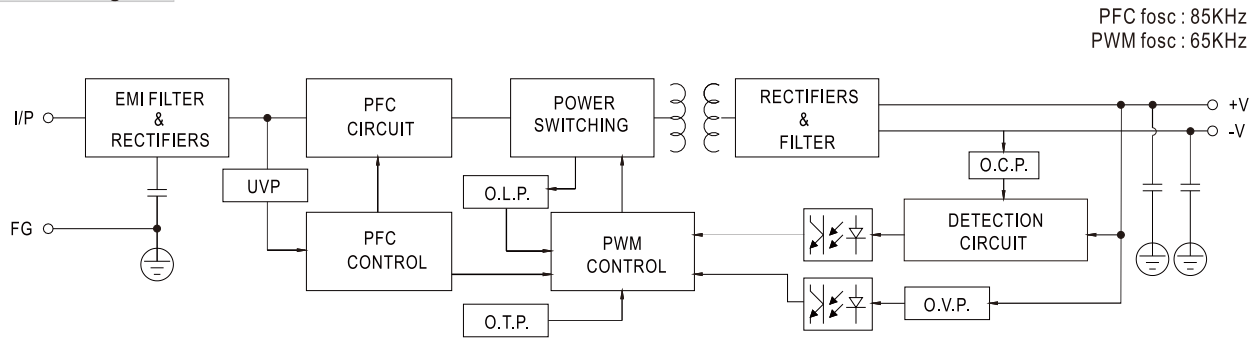 PFC fosc : 85KHz
PWM fosc : 65KHz
I/P
EMI FILTER
&
RECTIFIERS
PFC
CIRCUIT
POWER
SWITCHING
RECTIFIERS
&
FILTER
+V
-V
UVP
O.L.P.
O.C.P.
FG
PFC
CONTROL
PWM
CONTROL
DETECTION
CIRCUIT
O.T.P.
O.V.P.